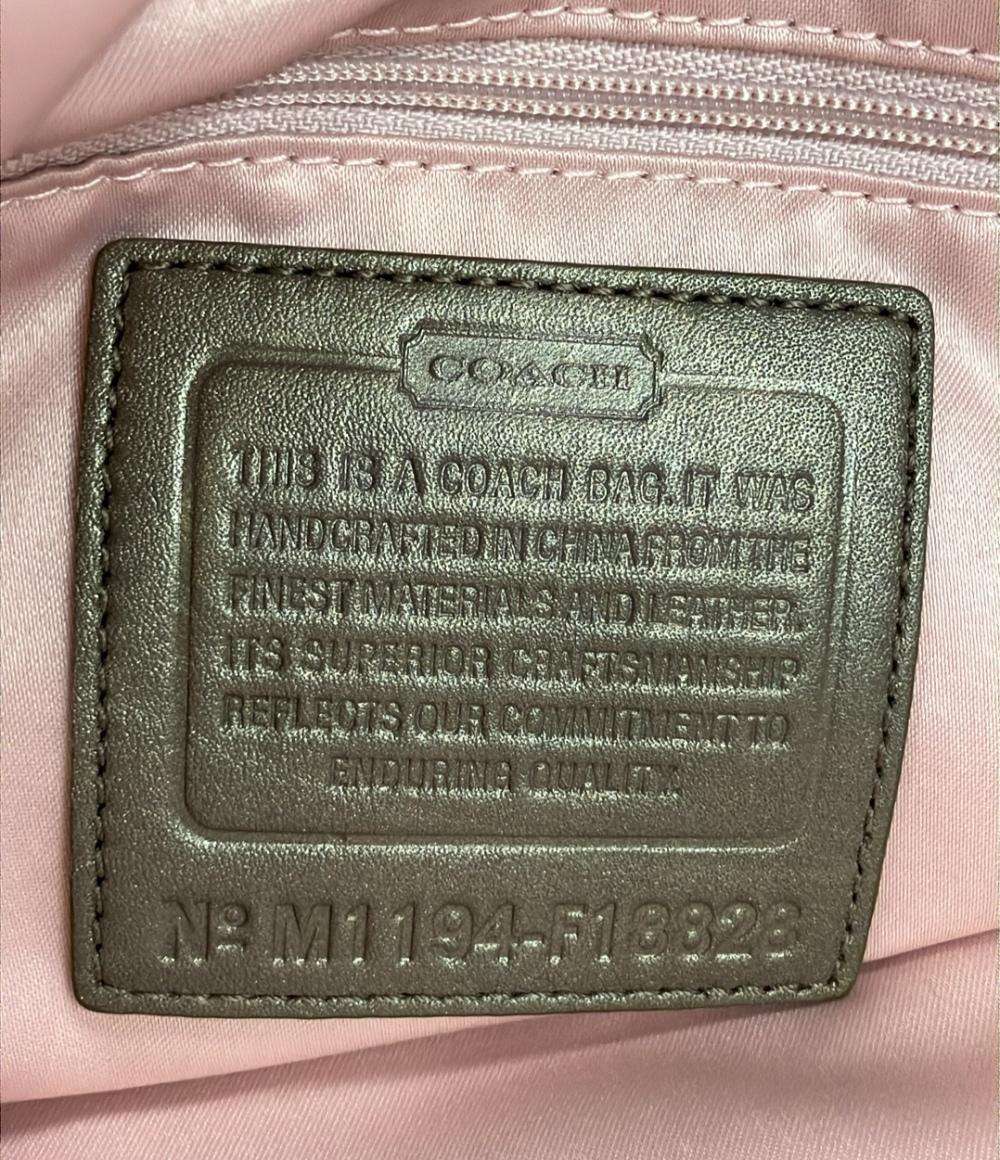 COACH
THIS IS A COACH BAG. IT WAS
HANDCRAFTED IN CHINA FROM THE
FINEST MATERIALS AND LEATHER.
ITS SUPERIOR CRAFTSMANSHIP
REFLECTS OUR COMMITMENT TO
ENDURING QUALITY.
Nº M1194-F13328